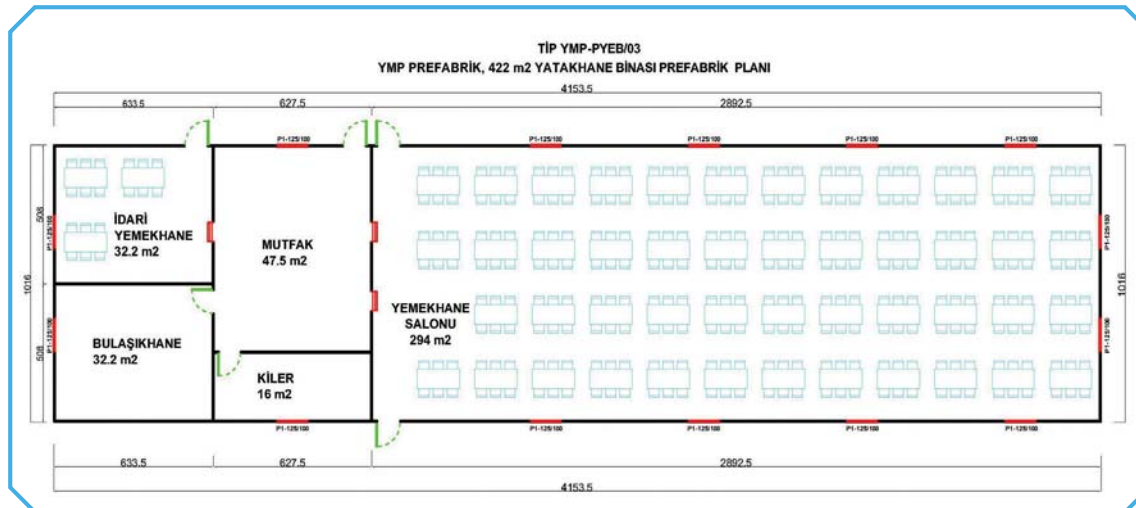 TİP YMP-PYEB/03
YMP PREFABRİK, 422 m2 YATAKHANE BİNASI PREFABRİK PLANI
4153.5
633.5
627.5
2892.5
P1-125/100
P1-125/100
P1-125/100
P1-125/100
P1-125/100
508
P1-125/100
İDARİ
YEMEKHANE
32.2 m2
MUTFAK
47.5 m2
P1-125/100
1016
1016
BULAŞIKHANE
32.2 m2
508
P1-125/100
YEMEKHANE
SALONU
294 m2
P1-125/100
KİLER
16 m2
P1-125/100
P1-125/100
P1-125/100
P1-125/100
P1-125/100
633.5
627.5
2892.5
4153.5